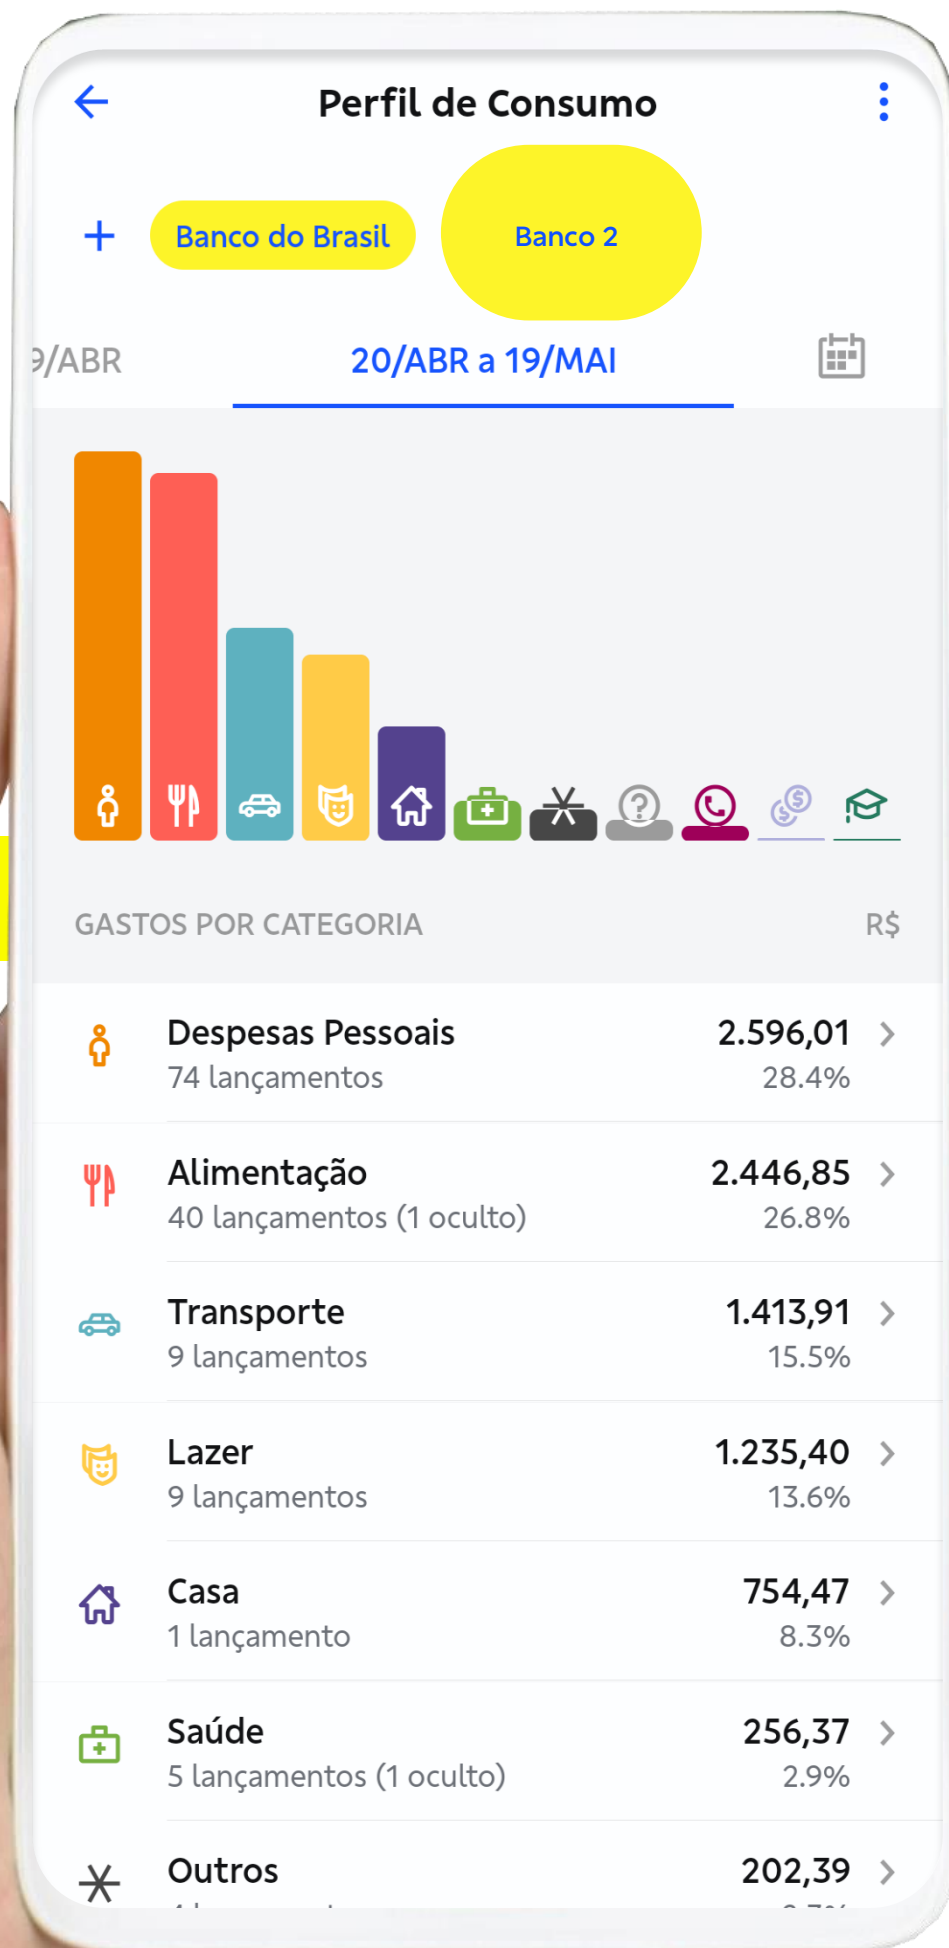 Perfil de Consumo
+ Banco do Brasil Banco 2
9/ABR 20/ABR a 19/MAI
GASTOS POR CATEGORIA R$
Despesas Pessoais 2.596,01
74 lançamentos 28.4%
Alimentação 2.446,85
40 lançamentos (1 oculto) 26.8%
Transporte 1.413,91
9 lançamentos 15.5%
Lazer 1.235,40
9 lançamentos 13.6%
Casa 754,47
1 lançamento 8.3%
Saúde 256,37
5 lançamentos (1 oculto) 2.9%
Outros 202,39